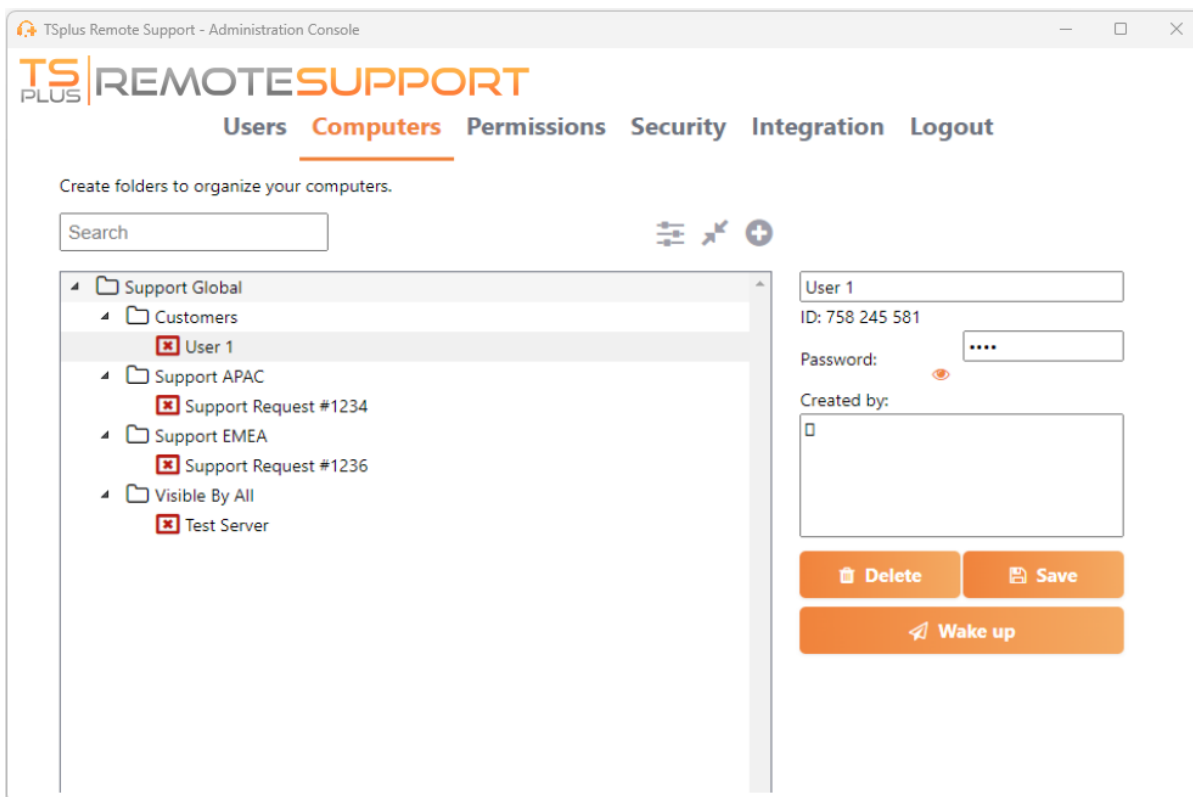 TSplus Remote Support - Administration Console
TS PLUS REMOTESUPPORT
Users Computers Permissions Security Integration Logout
Create folders to organize your computers.
Search
Support Global
Customers
User 1
Support APAC
Support Request #1234
Support EMEA
Support Request #1236
Visible By All
Test Server
User 1
ID: 758 245 581
Password: ••••
Created by:
Delete Save
Wake up